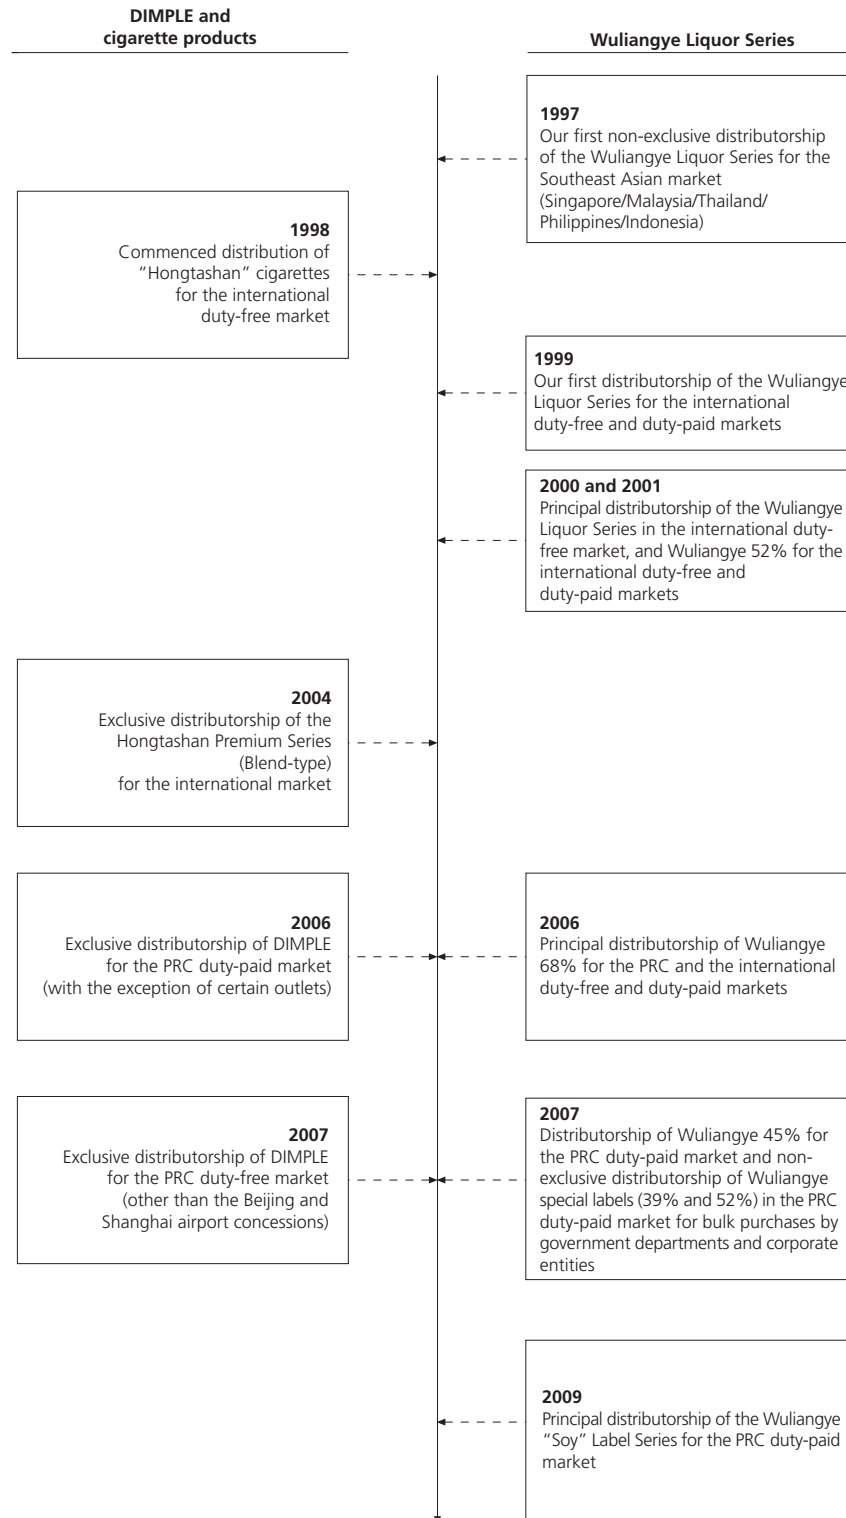 DIMPLE and
cigarette products
Wuliangye Liquor Series
1997
Our first non-exclusive distributorship
of the Wuliangye Liquor Series for the
Southeast Asian market
(Singapore/Malaysia/Thailand/
Philippines/Indonesia)
1998
Commenced distribution of
“Hongtashan” cigarettes
for the international
duty-free market
1999
Our first distributorship of the Wuliangye
Liquor Series for the international
duty-free and duty-paid markets
2000 and 2001
Principal distributorship of the Wuliangye
Liquor Series in the international duty-
free market, and Wuliangye 52% for the
international duty-free and
duty-paid markets
2004
Exclusive distributorship of the
Hongtashan Premium Series
(Blend-type)
for the international market
2006
Exclusive distributorship of DIMPLE
for the PRC duty-paid market
(with the exception of certain outlets)
2006
Principal distributorship of Wuliangye
68% for the PRC and the international
duty-free and duty-paid markets
2007
Exclusive distributorship of DIMPLE
for the PRC duty-free market
(other than the Beijing and
Shanghai airport concessions)
2007
Distributorship of Wuliangye 45% for
the PRC duty-paid market and non-
exclusive distributorship of Wuliangye
special labels (39% and 52%) in the PRC
duty-paid market for bulk purchases by
government departments and corporate
entities
2009
Principal distributorship of the Wuliangye
“Soy” Label Series for the PRC duty-paid
market